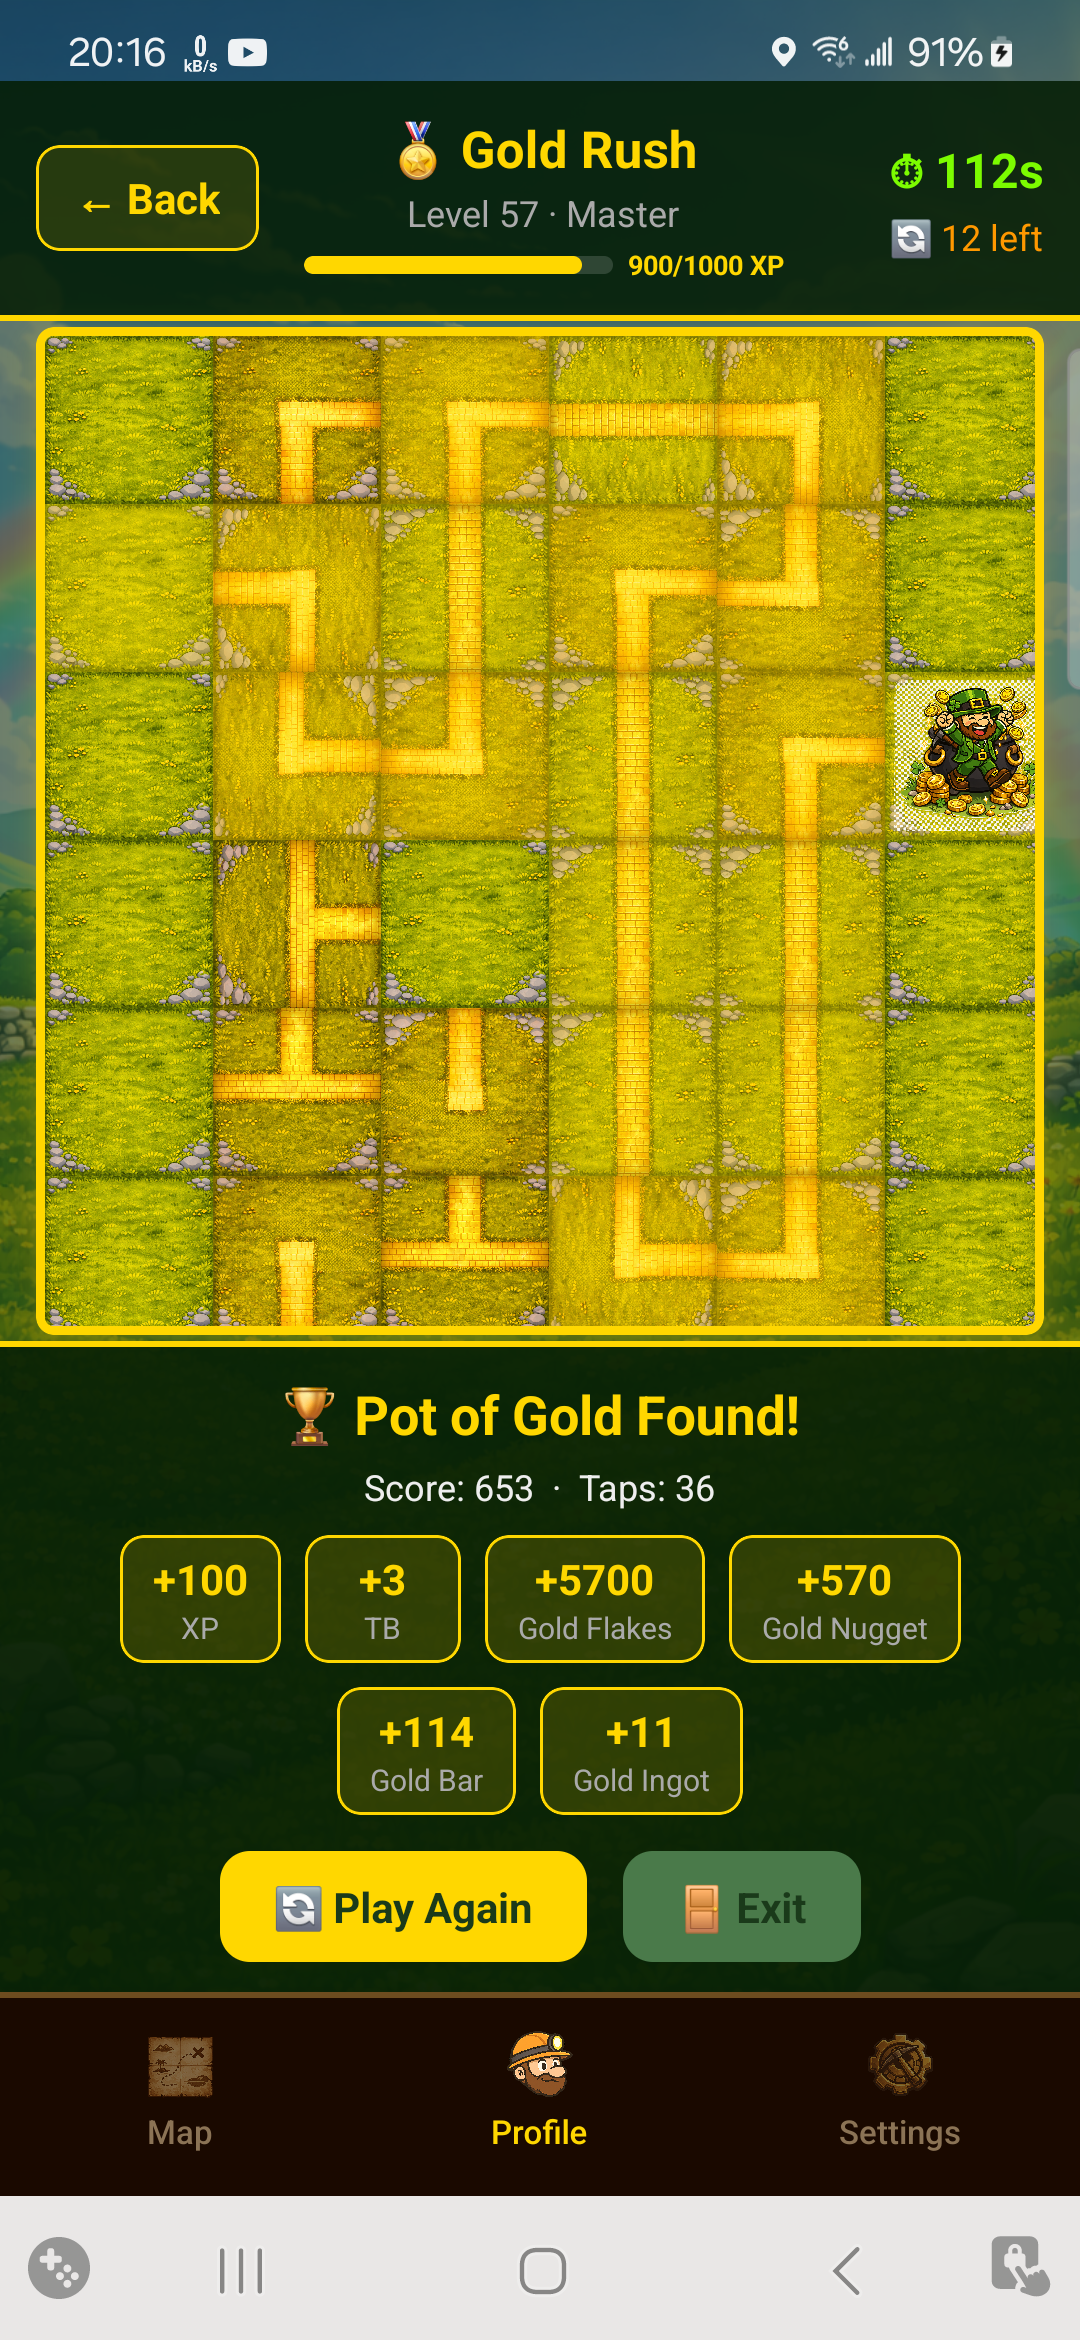 20:16 0 kB/s 6 91%
← Back
🏅 Gold Rush
Level 57 · Master
900/1000 XP
⏱ 112s
🔄 12 left
🏆 Pot of Gold Found!
Score: 653 · Taps: 36
+100 +3 +5700 +570
XP TB Gold Flakes Gold Nugget
+114 +11
Gold Bar Gold Ingot
🔄 Play Again 🚪 Exit
Map Profile Settings